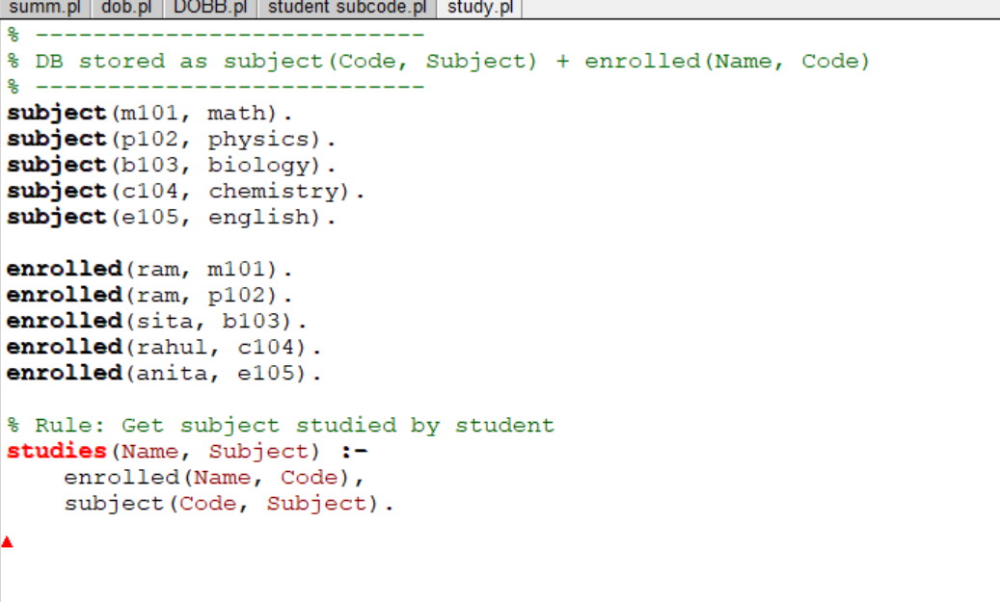 summ.pl dob.pl DOBB.pl student subcode.pl study.pl
% ---------------------------
% DB stored as subject(Code, Subject) + enrolled(Name, Code)
% ---------------------------
subject(m101, math).
subject(p102, physics).
subject(b103, biology).
subject(c104, chemistry).
subject(e105, english).
enrolled(ram, m101).
enrolled(ram, p102).
enrolled(sita, b103).
enrolled(rahul, c104).
enrolled(anita, e105).
% Rule: Get subject studied by student
studies(Name, Subject) :-
    enrolled(Name, Code),
    subject(Code, Subject).